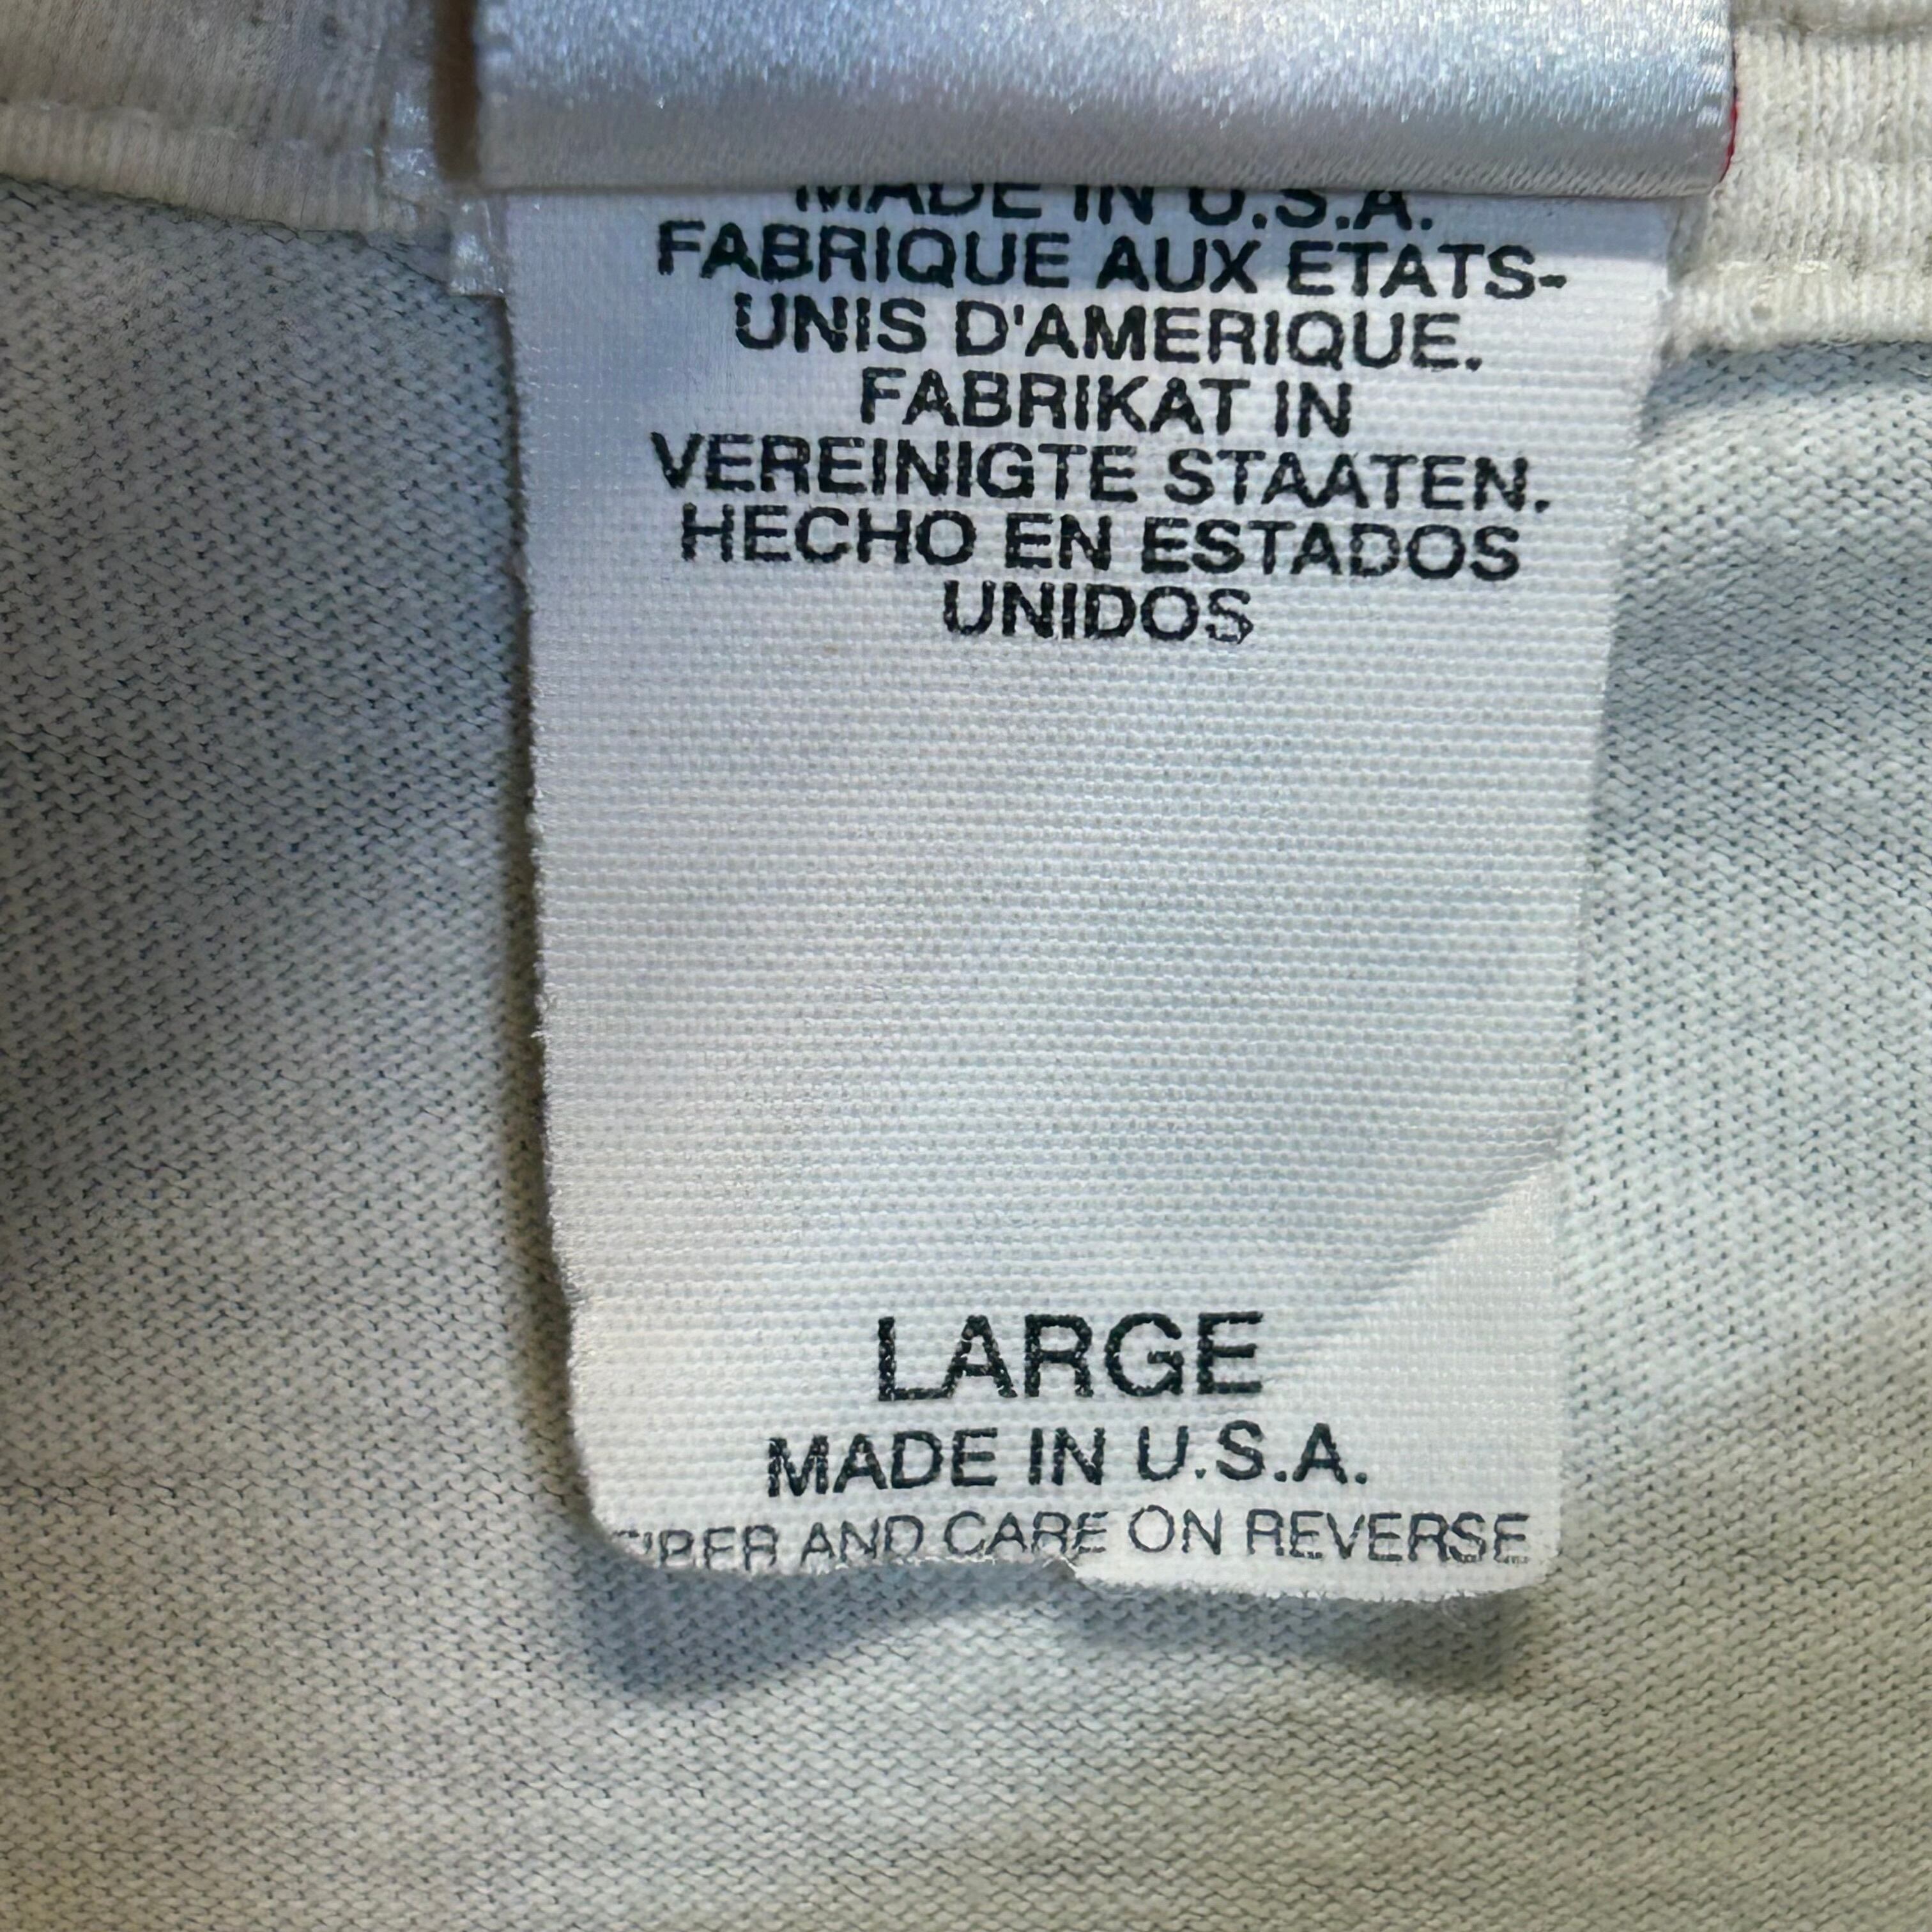 MADE IN U.S.A.
FABRIQUE AUX ETATS-
UNIS D'AMERIQUE.
FABRIKAT IN
VEREINIGTE STAATEN.
HECHO EN ESTADOS
UNIDOS
LARGE
MADE IN U.S.A.
AND CARE ON REVERSE